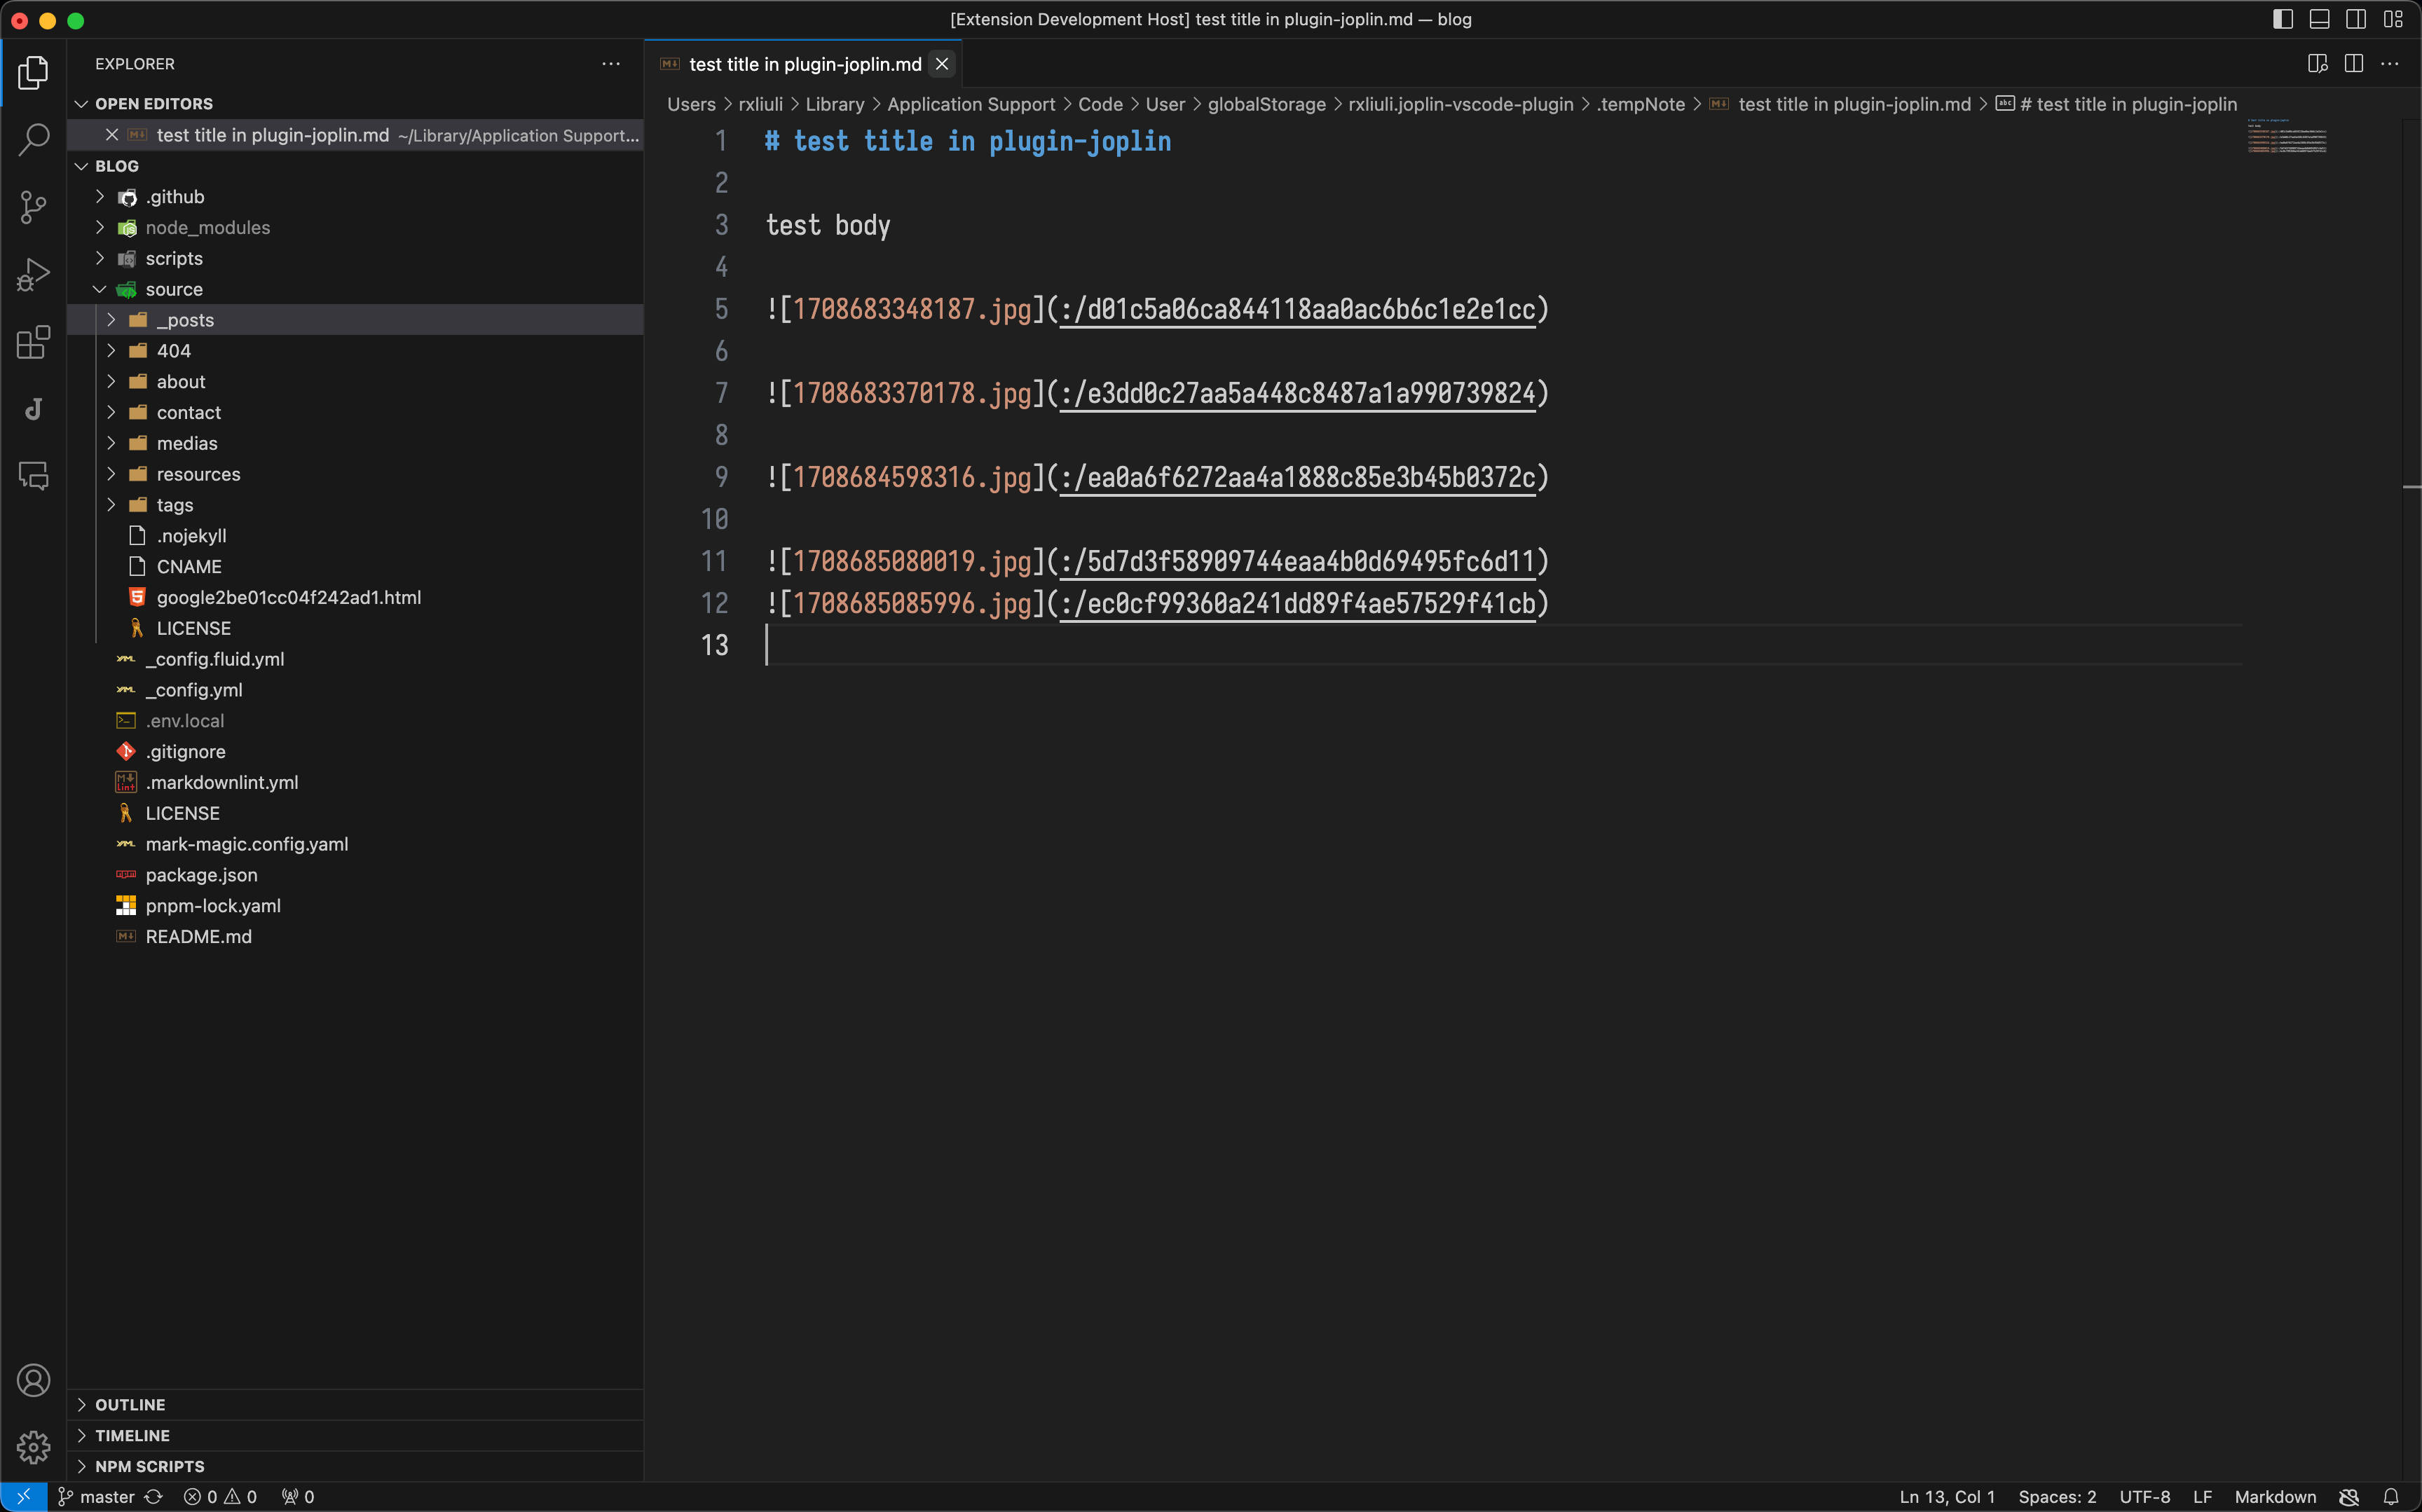 [Extension Development Host] test title in plugin-joplin.md — blog
EXPLORER
OPEN EDITORS
test title in plugin-joplin.md ~/Library/Application Support...
BLOG
.github
node_modules
scripts
source
_posts
404
about
contact
medias
resources
tags
.nojekyll
CNAME
google2be01cc04f242ad1.html
LICENSE
_config.fluid.yml
_config.yml
.env.local
.gitignore
.markdownlint.yml
LICENSE
mark-magic.config.yaml
package.json
pnpm-lock.yaml
README.md
OUTLINE
TIMELINE
NPM SCRIPTS
test title in plugin-joplin.md
Users > rxliuli > Library > Application Support > Code > User > globalStorage > rxliuli.joplin-vscode-plugin > .tempNote > test title in plugin-joplin.md > # test title in plugin-joplin
1 # test title in plugin-joplin
2
3 test body
4
5 ![1708683348187.jpg](:/d01c5a06ca844118aa0ac6b6c1e2e1cc)
6
7 ![1708683370178.jpg](:/e3dd0c27aa5a448c8487a1a990739824)
8
9 ![1708684598316.jpg](:/ea0a6f6272aa4a1888c85e3b45b0372c)
10
11 ![1708685080019.jpg](:/5d7d3f58909744eaa4b0d69495fc6d11)
12 ![1708685085996.jpg](:/ec0cf99360a241dd89f4ae57529f41cb)
13
master 0 0 0 Ln 13, Col 1 Spaces: 2 UTF-8 LF Markdown